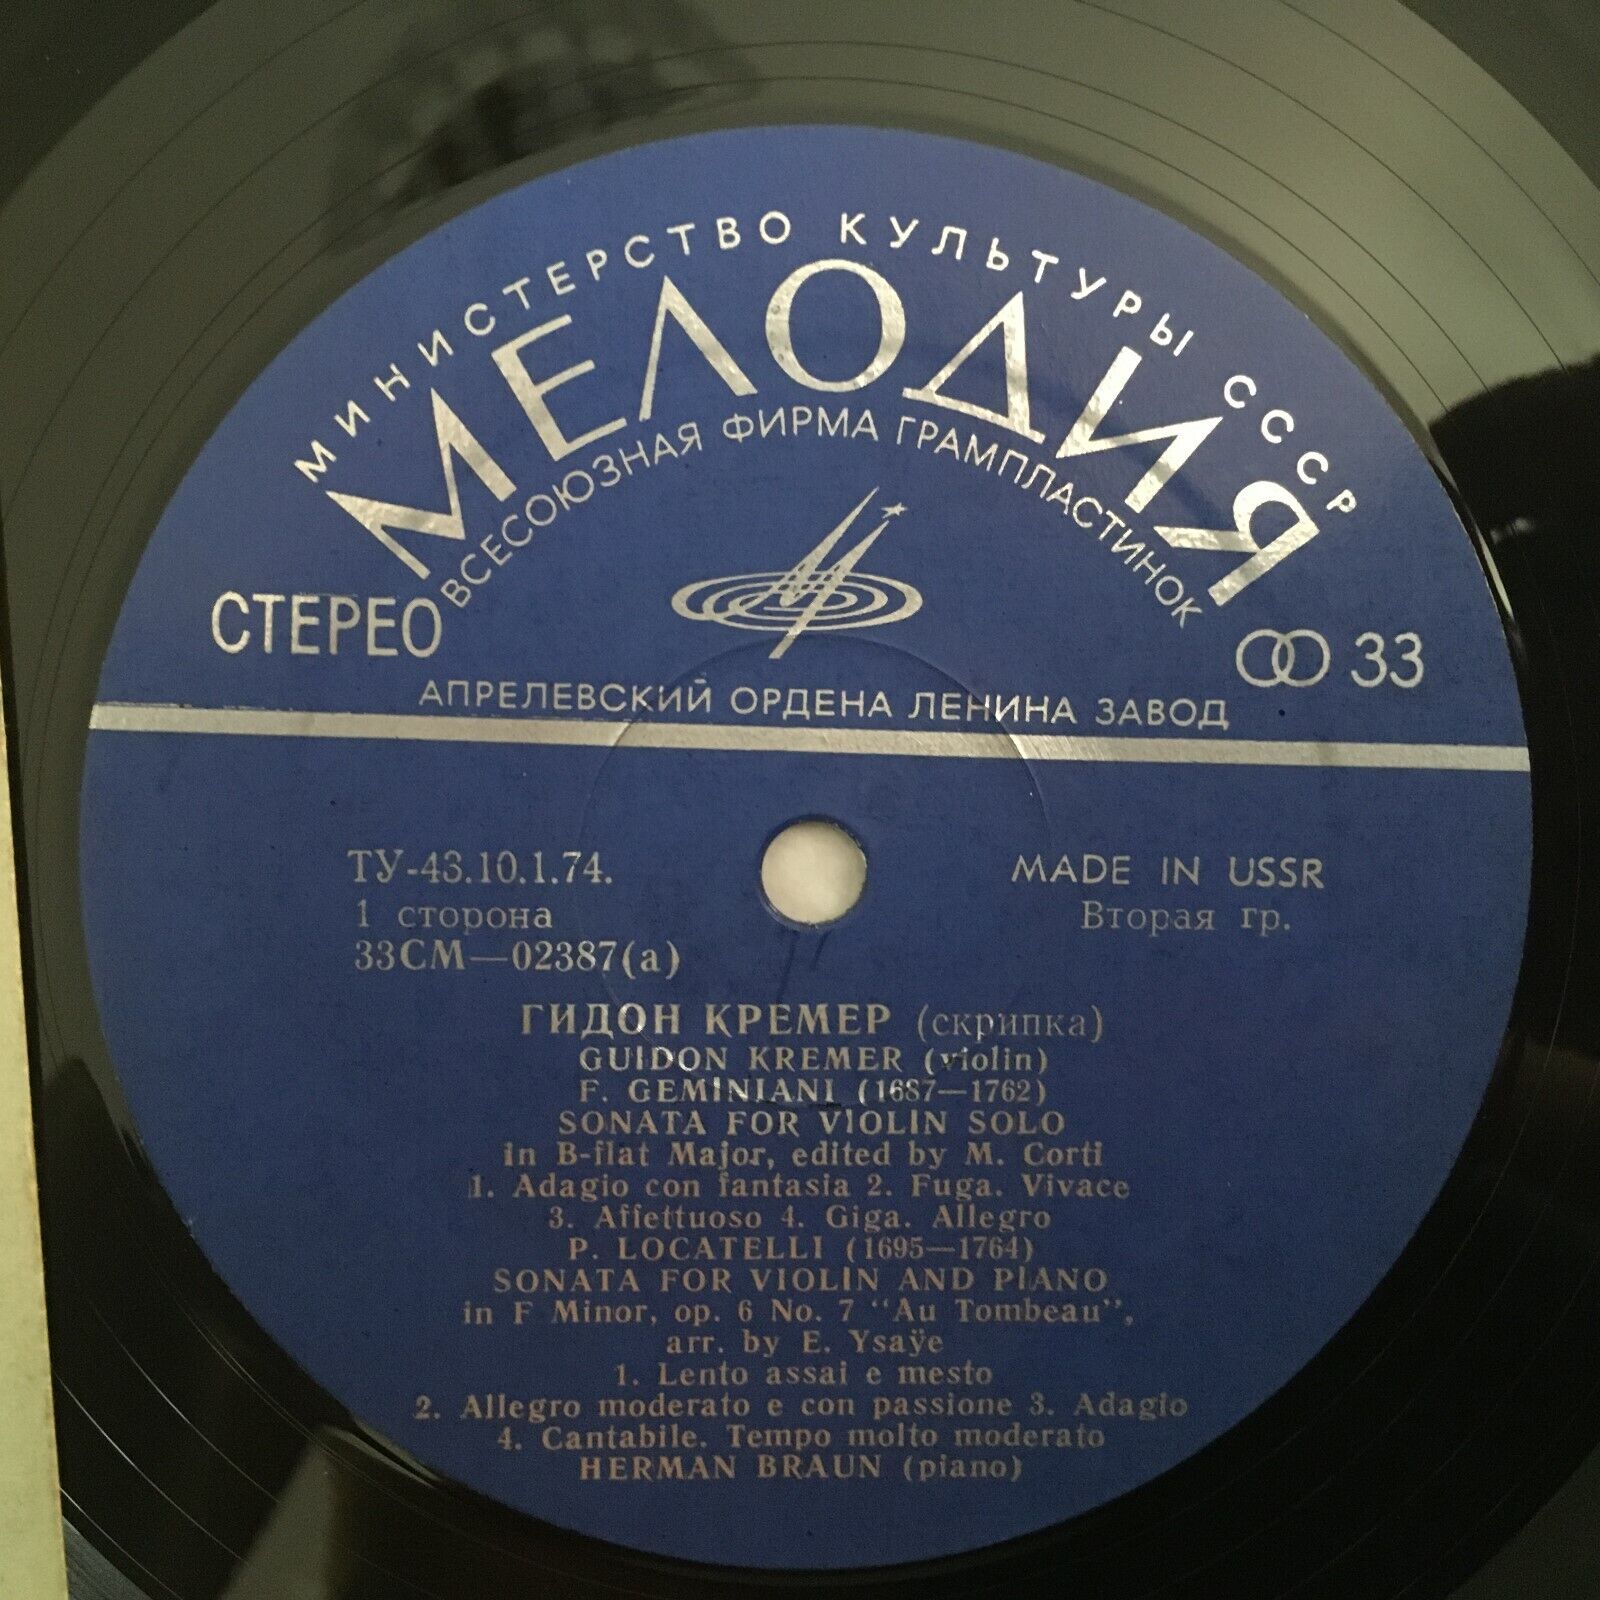 МИНИСТЕРСТВО КУЛЬТУРЫ СССР
МЕЛОДИЯ
ВСЕСОЮЗНАЯ ФИРМА ГРАМПЛАСТИНОК
СТЕРЕО
33
АПРЕЛЕВСКИЙ ОРДЕНА ЛЕНИНА ЗАВОД
ТУ-43.10.1.74.
MADE IN USSR
1 сторона
Вторая гр.
33СМ—02387(а)
ГИДОН КРЕМЕР (скрипка)
GUIDON KREMER (violin)
F. GEMINIANI (1687—1762)
SONATA FOR VIOLIN SOLO
in B-flat Major, edited by M. Corti
1. Adagio con fantasia 2. Fuga. Vivace
3. Affettuoso 4. Giga. Allegro
P. LOCATELLI (1695—1764)
SONATA FOR VIOLIN AND PIANO
in F Minor, op. 6 No. 7 "Au Tombeau",
arr. by E. Ysaÿe
1. Lento assai e mesto
2. Allegro moderato e con passione 3. Adagio
4. Cantabile. Tempo molto moderato
HERMAN BRAUN (piano)